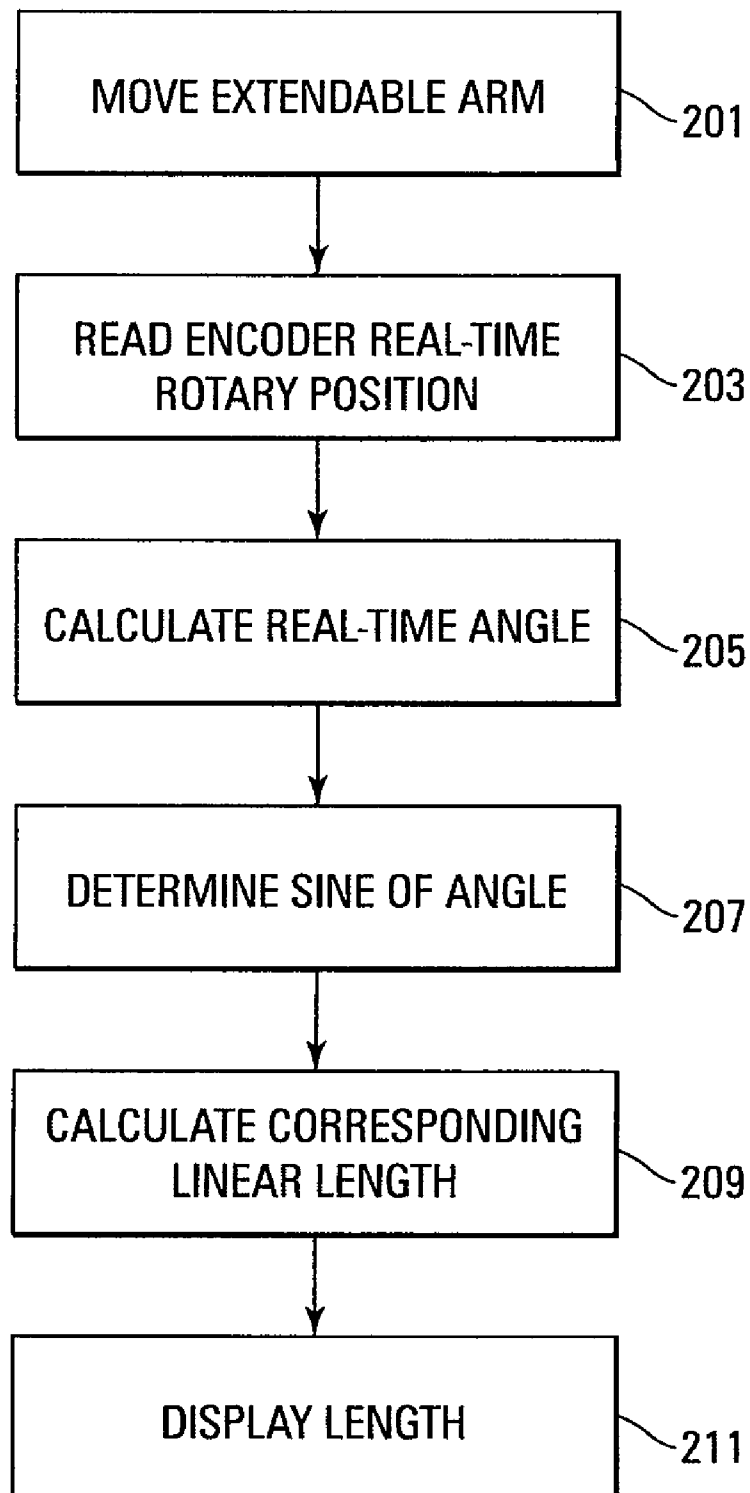 MOVE EXTENDABLE ARM
201
READ ENCODER REAL-TIME
ROTARY POSITION
203
CALCULATE REAL-TIME ANGLE
205
DETERMINE SINE OF ANGLE
207
CALCULATE CORRESPONDING
LINEAR LENGTH
209
DISPLAY LENGTH
211